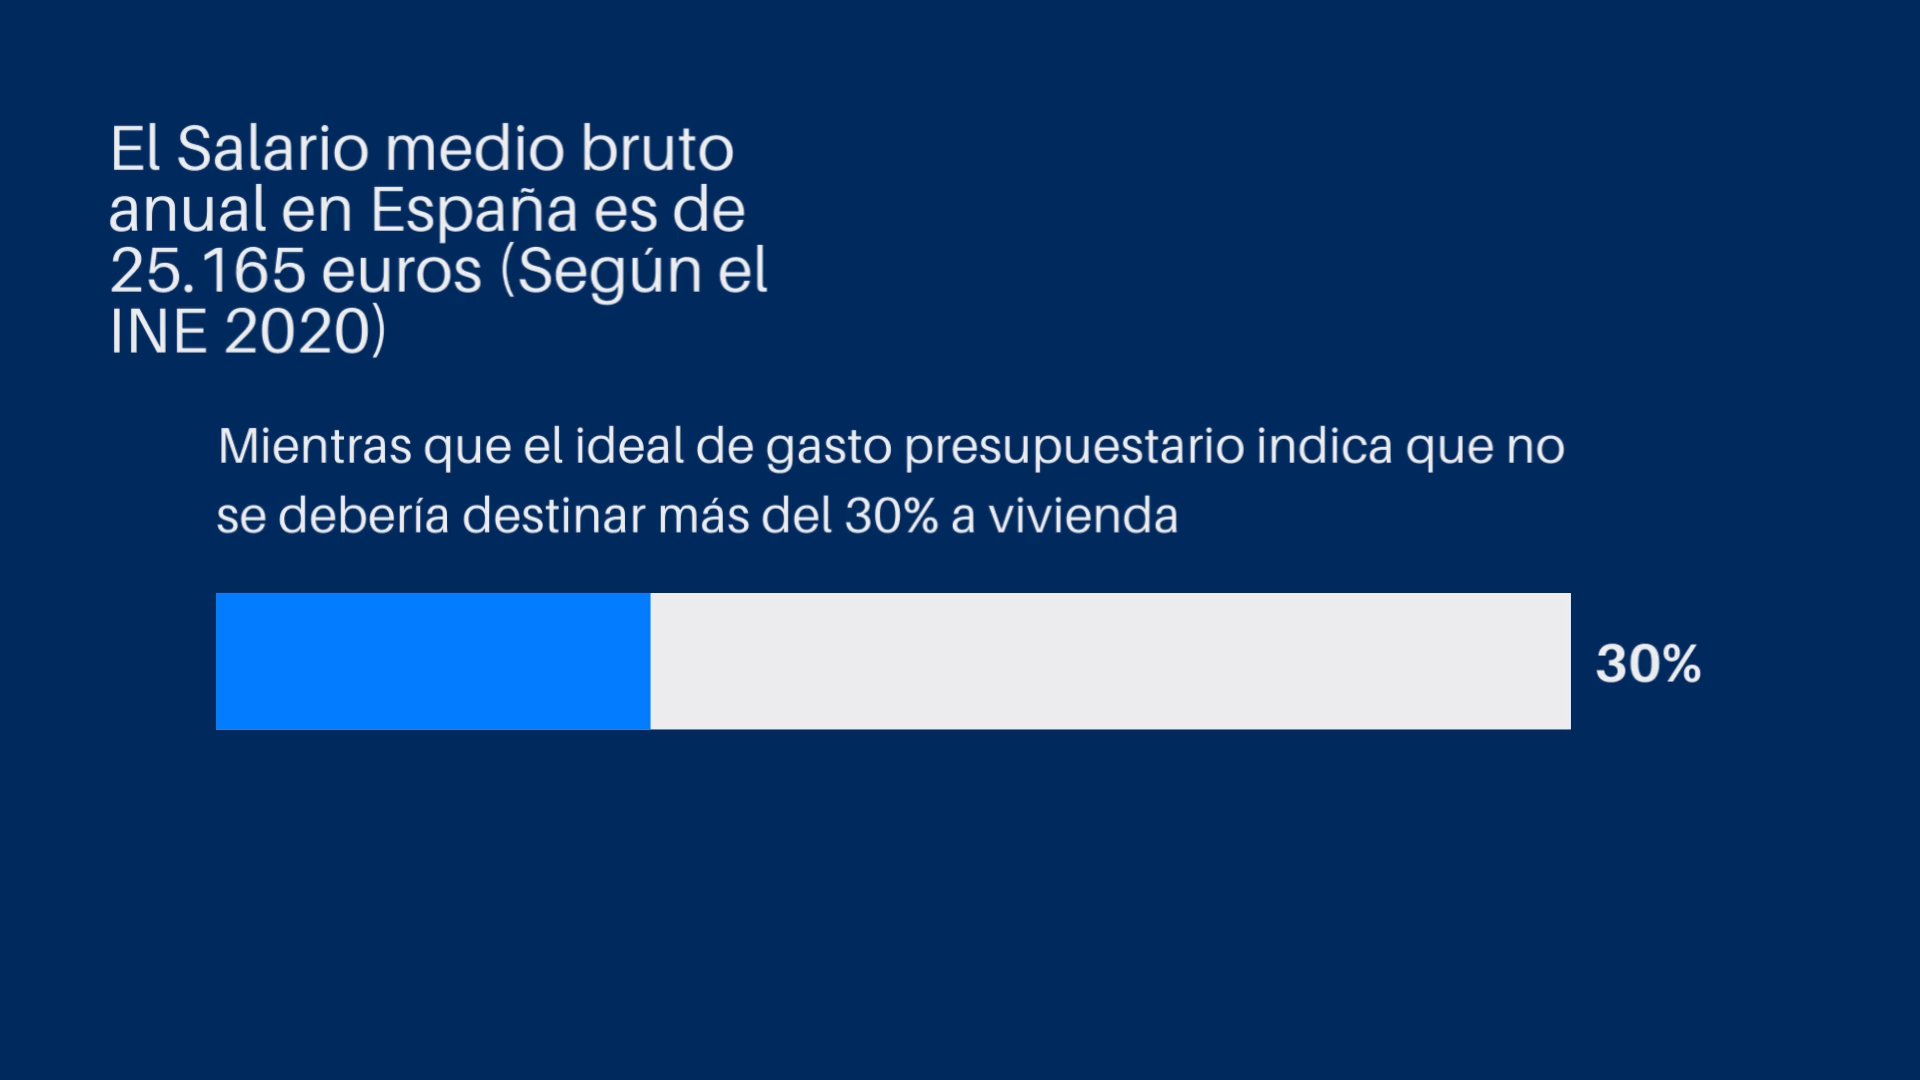 El Salario medio bruto
anual en España es de
25.165 euros (Según el
INE 2020)
Mientras que el ideal de gasto presupuestario indica que no
se debería destinar más del 30% a vivienda
30%